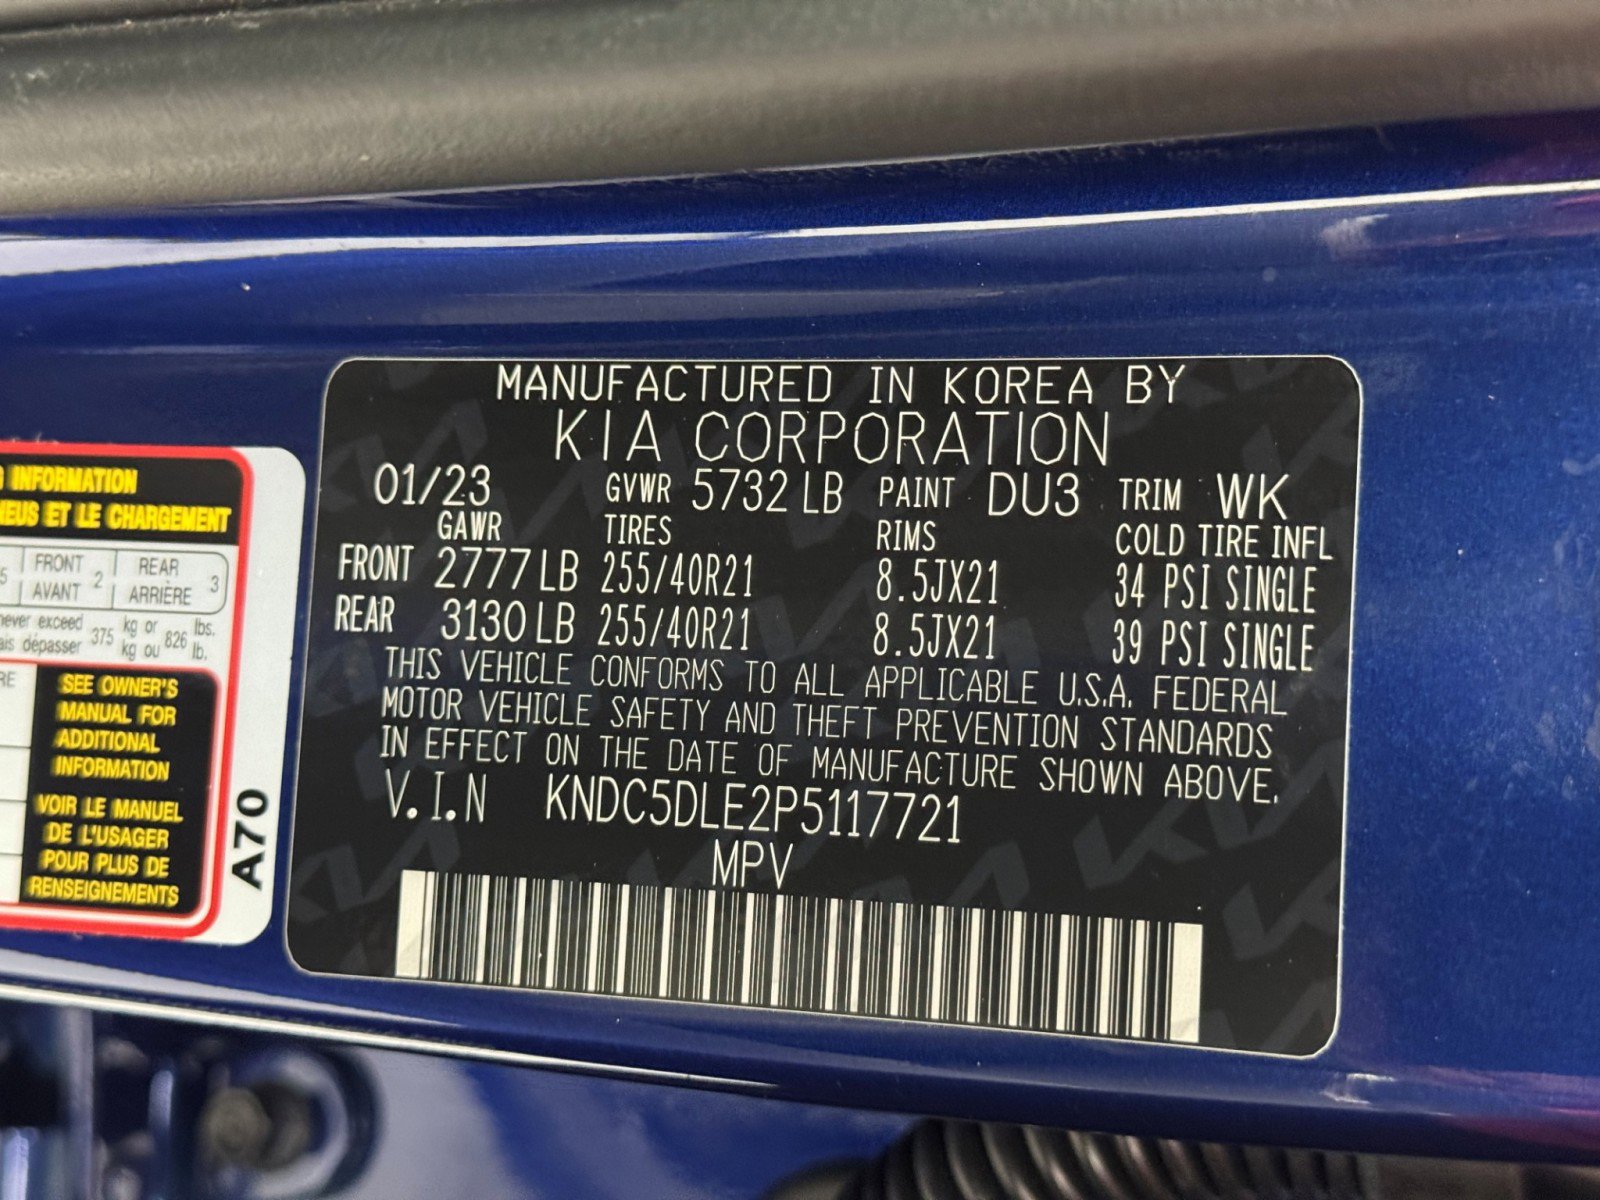 MANUFACTURED IN KOREA BY
KIA CORPORATION
01/23 GVWR 5732 LB PAINT DU3 TRIM WK
GAWR TIRES RIMS COLD TIRE INFL
FRONT 2777 LB 255/40R21 8.5JX21 34 PSI SINGLE
REAR 3130 LB 255/40R21 8.5JX21 39 PSI SINGLE
THIS VEHICLE CONFORMS TO ALL APPLICABLE U.S.A. FEDERAL
MOTOR VEHICLE SAFETY AND THEFT PREVENTION STANDARDS
IN EFFECT ON THE DATE OF MANUFACTURE SHOWN ABOVE.
V.I.N KNDC5DLE2P5117721
MPV
INFORMATION
ET LE CHARGEMENT
5 FRONT 2 REAR 3
AVANT ARRIÈRE
never exceed 375 kg or 826 lbs.
dépasser kg ou lb.
SEE OWNER'S
MANUAL FOR
ADDITIONAL
INFORMATION
VOIR LE MANUEL
DE L'USAGER
POUR PLUS DE
RENSEIGNEMENTS
A70